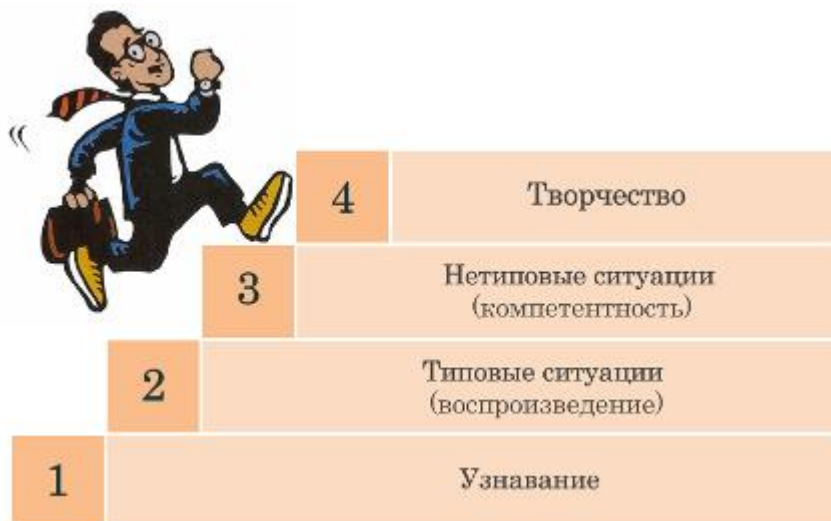 4
Творчество
3
Нетиповые ситуации
(компетентность)
2
Типовые ситуации
(воспроизведение)
1
Узнавание